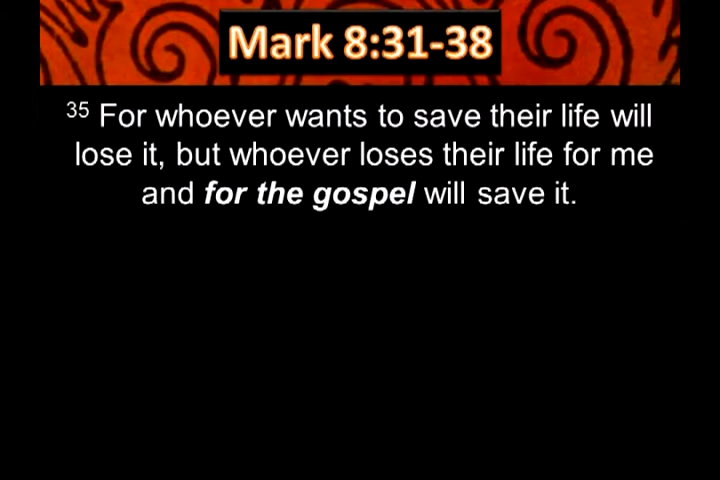 Mark 8:31-38
35 For whoever wants to save their life will
lose it, but whoever loses their life for me
and for the gospel will save it.